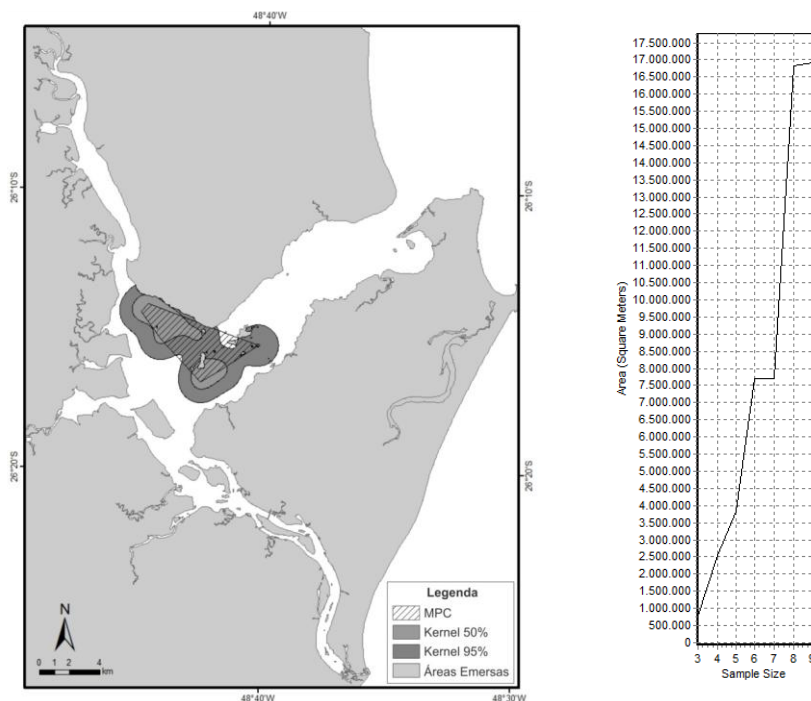 48°40'W
26°10'S
26°10'S
26°20'S
26°20'S
N
0 1 2 4
km
48°40'W
48°30'W
Legenda
MPC
Kernel 50%
Kernel 95%
Áreas Emersas
Area (Square Meters)
17.500.000
17.000.000
16.500.000
16.000.000
15.500.000
15.000.000
14.500.000
14.000.000
13.500.000
13.000.000
12.500.000
12.000.000
11.500.000
11.000.000
10.500.000
10.000.000
9.500.000
9.000.000
8.500.000
8.000.000
7.500.000
7.000.000
6.500.000
6.000.000
5.500.000
5.000.000
4.500.000
4.000.000
3.500.000
3.000.000
2.500.000
2.000.000
1.500.000
1.000.000
500.000
0
3 4 5 6 7 8 9
Sample Size